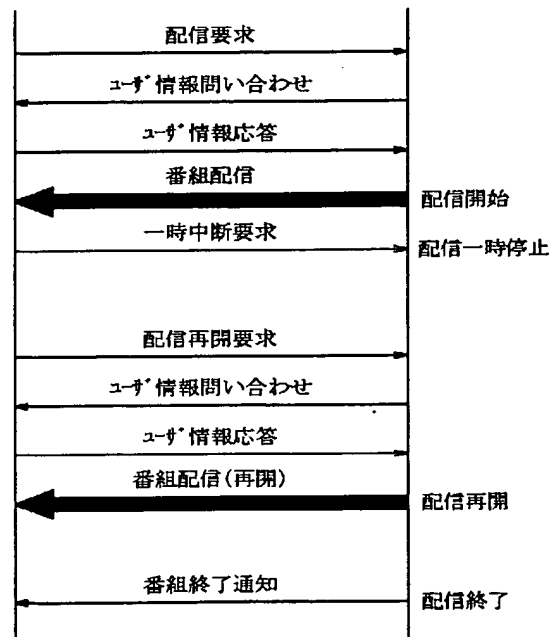 配信要求
ﾕｰｻﾞ情報問い合わせ
ﾕｰｻﾞ情報応答
番組配信
配信開始
一時中断要求
配信一時停止
配信再開要求
ﾕｰｻﾞ情報問い合わせ
ﾕｰｻﾞ情報応答
番組配信(再開)
配信再開
番組終了通知
配信終了